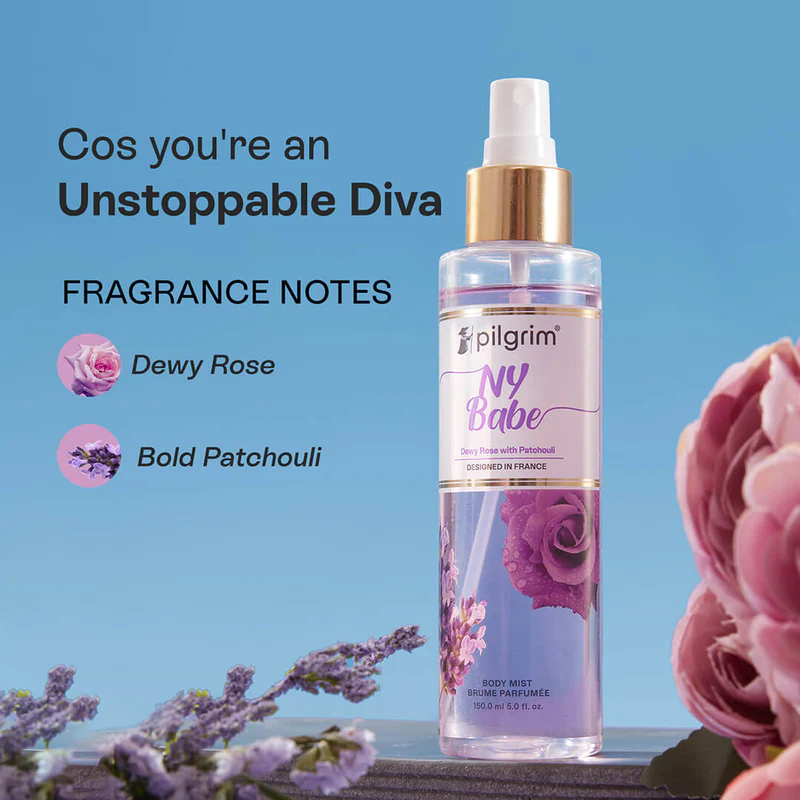 Cos you're an
Unstoppable Diva
FRAGRANCE NOTES
Dewy Rose
Bold Patchouli
pilgrim®
NY
Babe
Dewy Rose with Patchouli
DESIGNED IN FRANCE
BODY MIST
BRUME PARFUMÉE
150.0 ml 5.0 fl. oz.